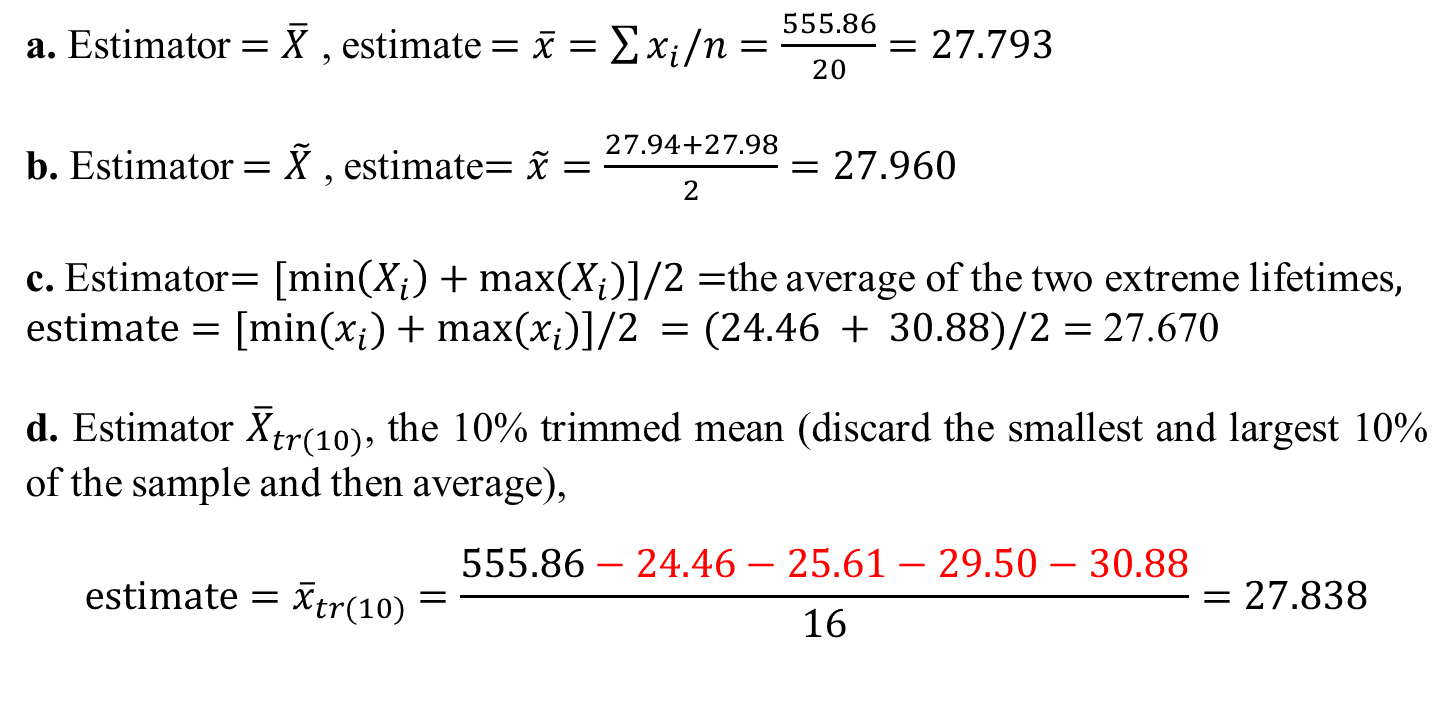 a. Estimator = X̄ , estimate = x̄ = ∑ xᵢ/n = 555.86/20 = 27.793
b. Estimator = X̃ , estimate= x̃ = 27.94+27.98/2 = 27.960
c. Estimator= [min(Xᵢ) + max(Xᵢ)]/2 =the average of the two extreme lifetimes,
estimate = [min(xᵢ) + max(xᵢ)]/2 = (24.46 + 30.88)/2 = 27.670
d. Estimator X̄tr(10), the 10% trimmed mean (discard the smallest and largest 10%
of the sample and then average),
estimate = x̄tr(10) = 555.86 − 24.46 − 25.61 − 29.50 − 30.88/16 = 27.838